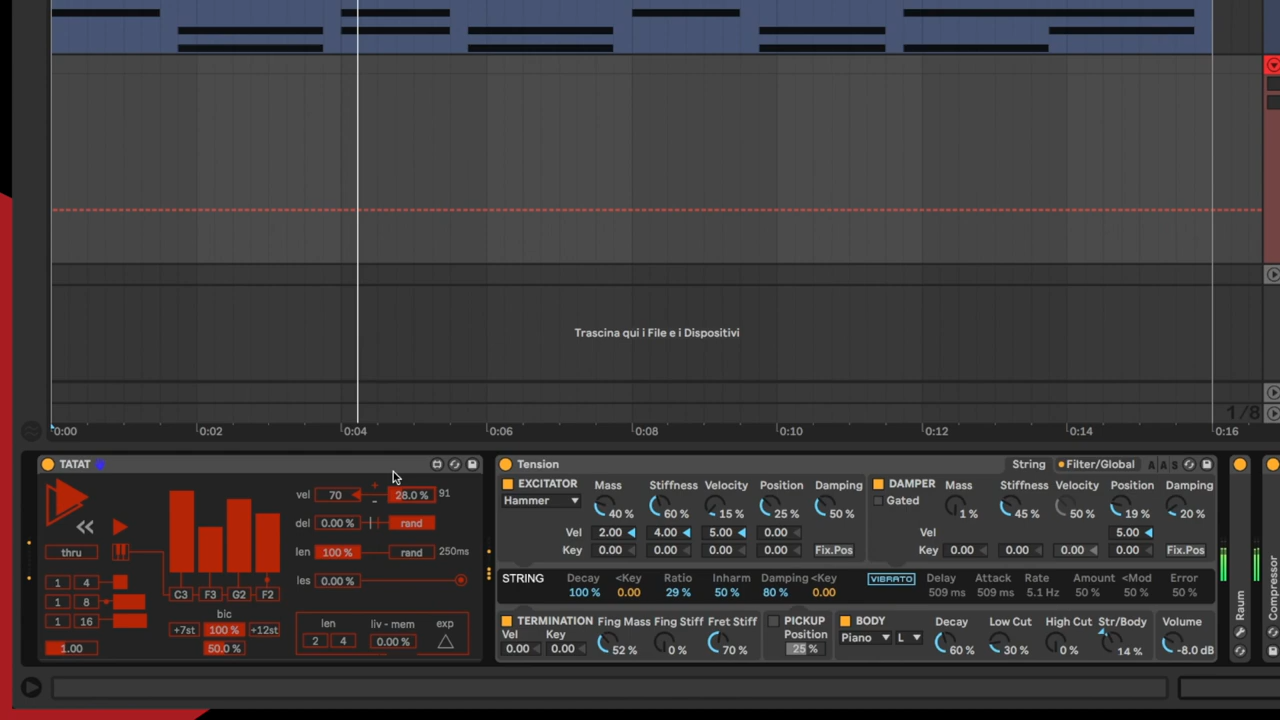 Trascina qui i File e i Dispositivi
1/8
0:00 0:02 0:04 0:06 0:08 0:10 0:12 0:14 0:16
TATAT
vel 70 + - 28.0 % 91
del 0.00 % rand
thru
len 100 % rand 250ms
les 0.00 %
1 4
1 8
1 16
1.00
C3 F3 G2 F2
bic
+7st 100 % +12st
50.0 %
len liv - mem exp
2 4 0.00 %
Tension String Filter/Global A A S
EXCITATOR Mass Stiffness Velocity Position Damping
Hammer 40 % 60 % 15 % 25 % 50 %
Vel 2.00 4.00 5.00 0.00
Key 0.00 0.00 0.00 0.00 Fix.Pos
DAMPER Mass Stiffness Velocity Position Damping
Gated 1 % 45 % 50 % 19 % 20 %
Vel 5.00
Key 0.00 0.00 0.00 0.00 Fix.Pos
STRING Decay <Key Ratio Inharm Damping <Key VIBRATO Delay Attack Rate Amount <Mod Error
100 % 0.00 29 % 50 % 80 % 0.00 509 ms 509 ms 5.1 Hz 50 % 0 % 50 %
TERMINATION Fing Mass Fing Stiff Fret Stiff
Vel Key
0.00 0.00 52 % 0 % 70 %
PICKUP
Position
25 %
BODY Decay Low Cut High Cut Str/Body Volume
Piano L 60 % 30 % 0 % 14 % -8.0 dB
Raum
Compressor